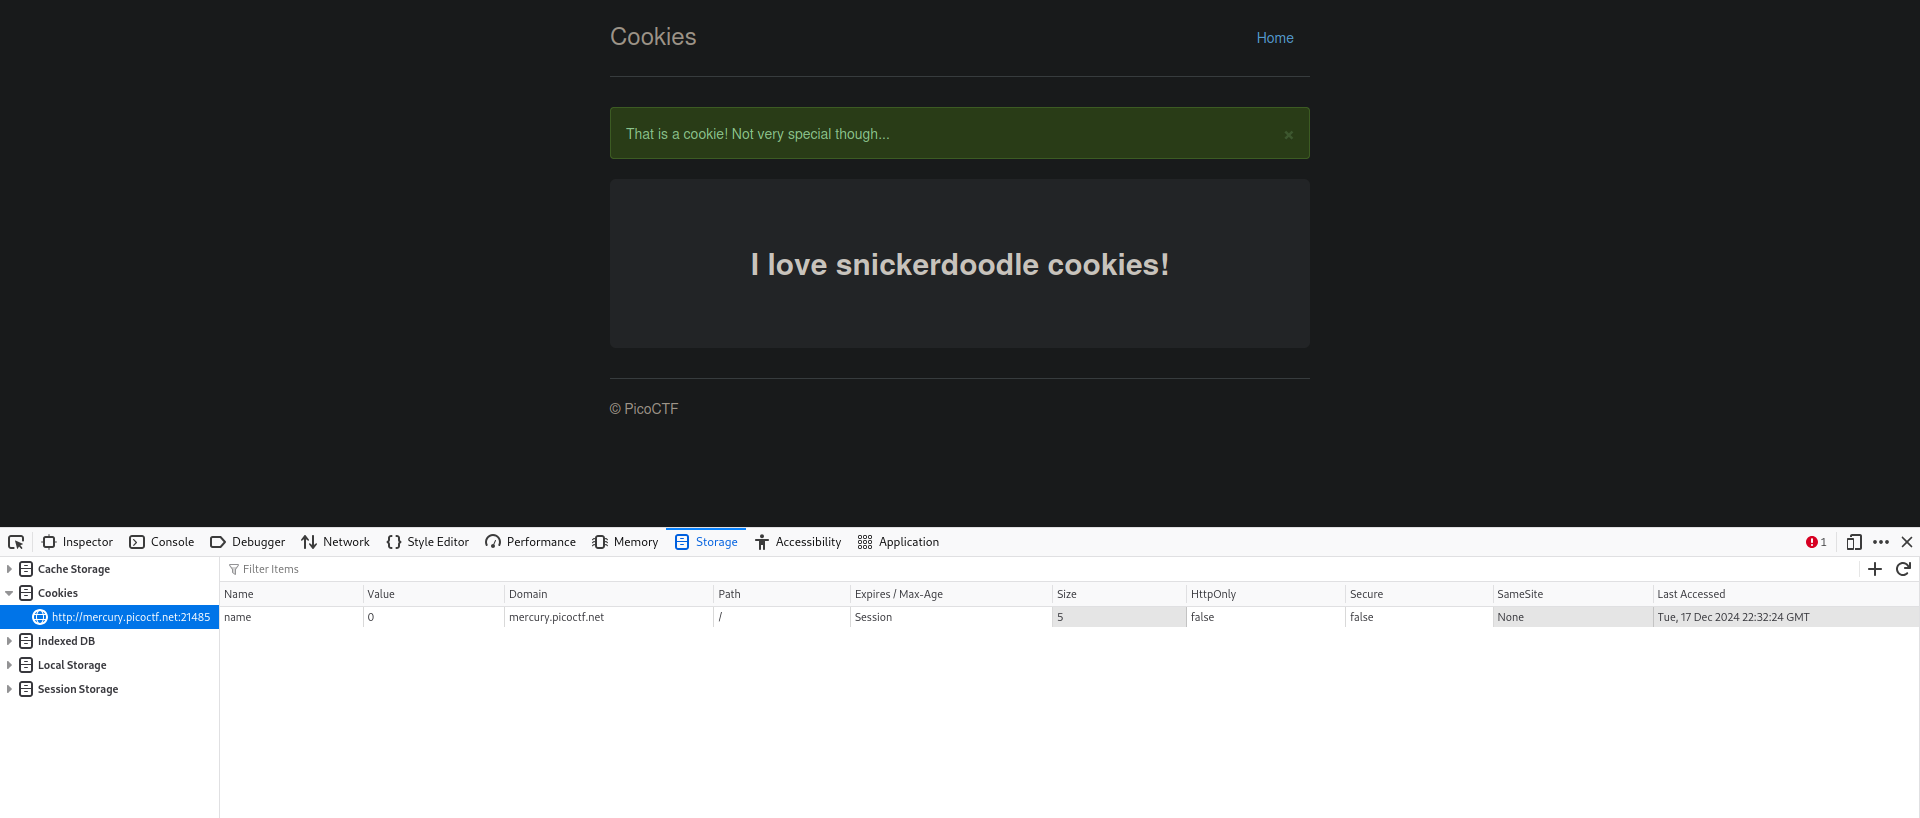 Cookies
Home
That is a cookie! Not very special though...
×
I love snickerdoodle cookies!
© PicoCTF
Inspector Console Debugger Network Style Editor Performance Memory Storage Accessibility Application 1
Cache Storage
Filter Items
Cookies
Name Value Domain Path Expires / Max-Age Size HttpOnly Secure SameSite Last Accessed
http://mercury.picoctf.net:21485
name 0 mercury.picoctf.net / Session 5 false false None Tue, 17 Dec 2024 22:32:24 GMT
Indexed DB
Local Storage
Session Storage